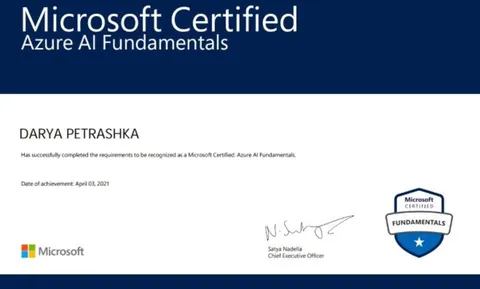 Microsoft Certified
Azure AI Fundamentals
DARYA PETRASHKA
Has successfully completed the requirements to be recognized as a Microsoft Certified: Azure AI Fundamentals.
Date of achievement: April 03, 2021
Microsoft
CERTIFIED
FUNDAMENTALS
Satya Nadella
Chief Executive Officer
Microsoft